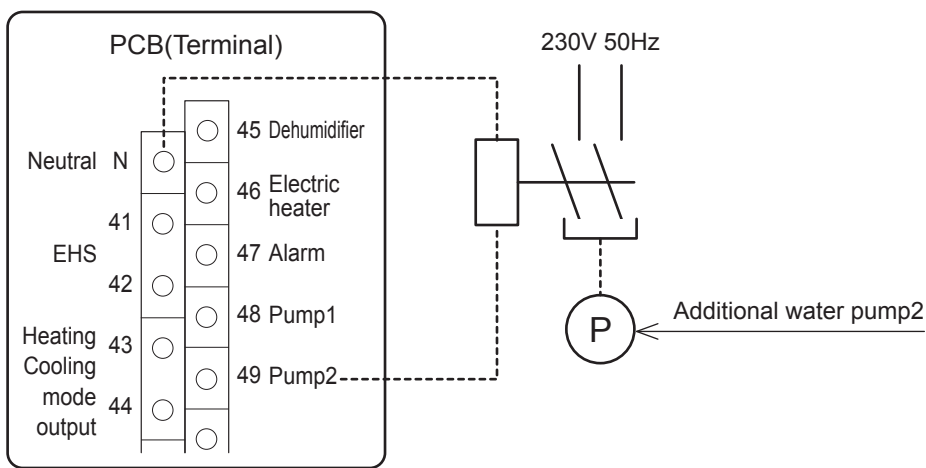 PCB(Terminal)
230V 50Hz
Neutral N
41
EHS
42
Heating
Cooling
mode
output
43
44
45 Dehumidifier
46 Electric
heater
47 Alarm
48 Pump1
49 Pump2
P
Additional water pump2